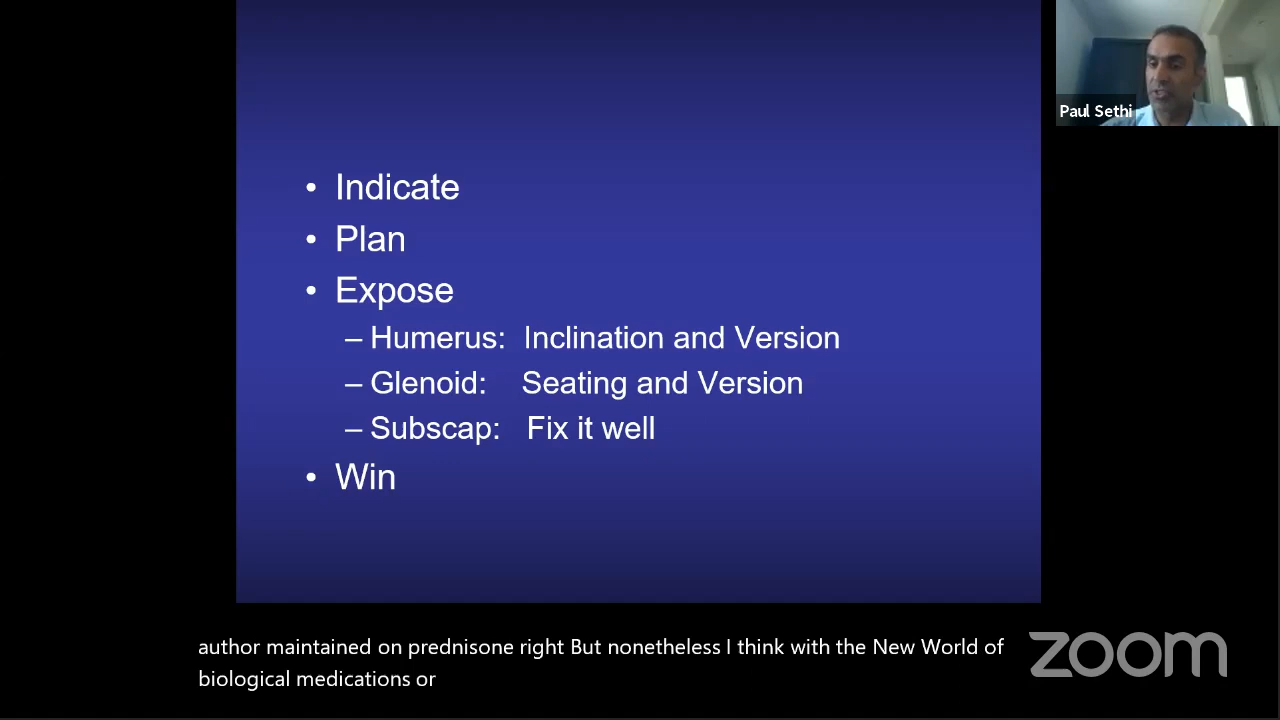 • Indicate
• Plan
• Expose
– Humerus: Inclination and Version
– Glenoid: Seating and Version
– Subscap: Fix it well
• Win
Paul Sethi
author maintained on prednisone right But nonetheless I think with the New World of
biological medications or
zoom